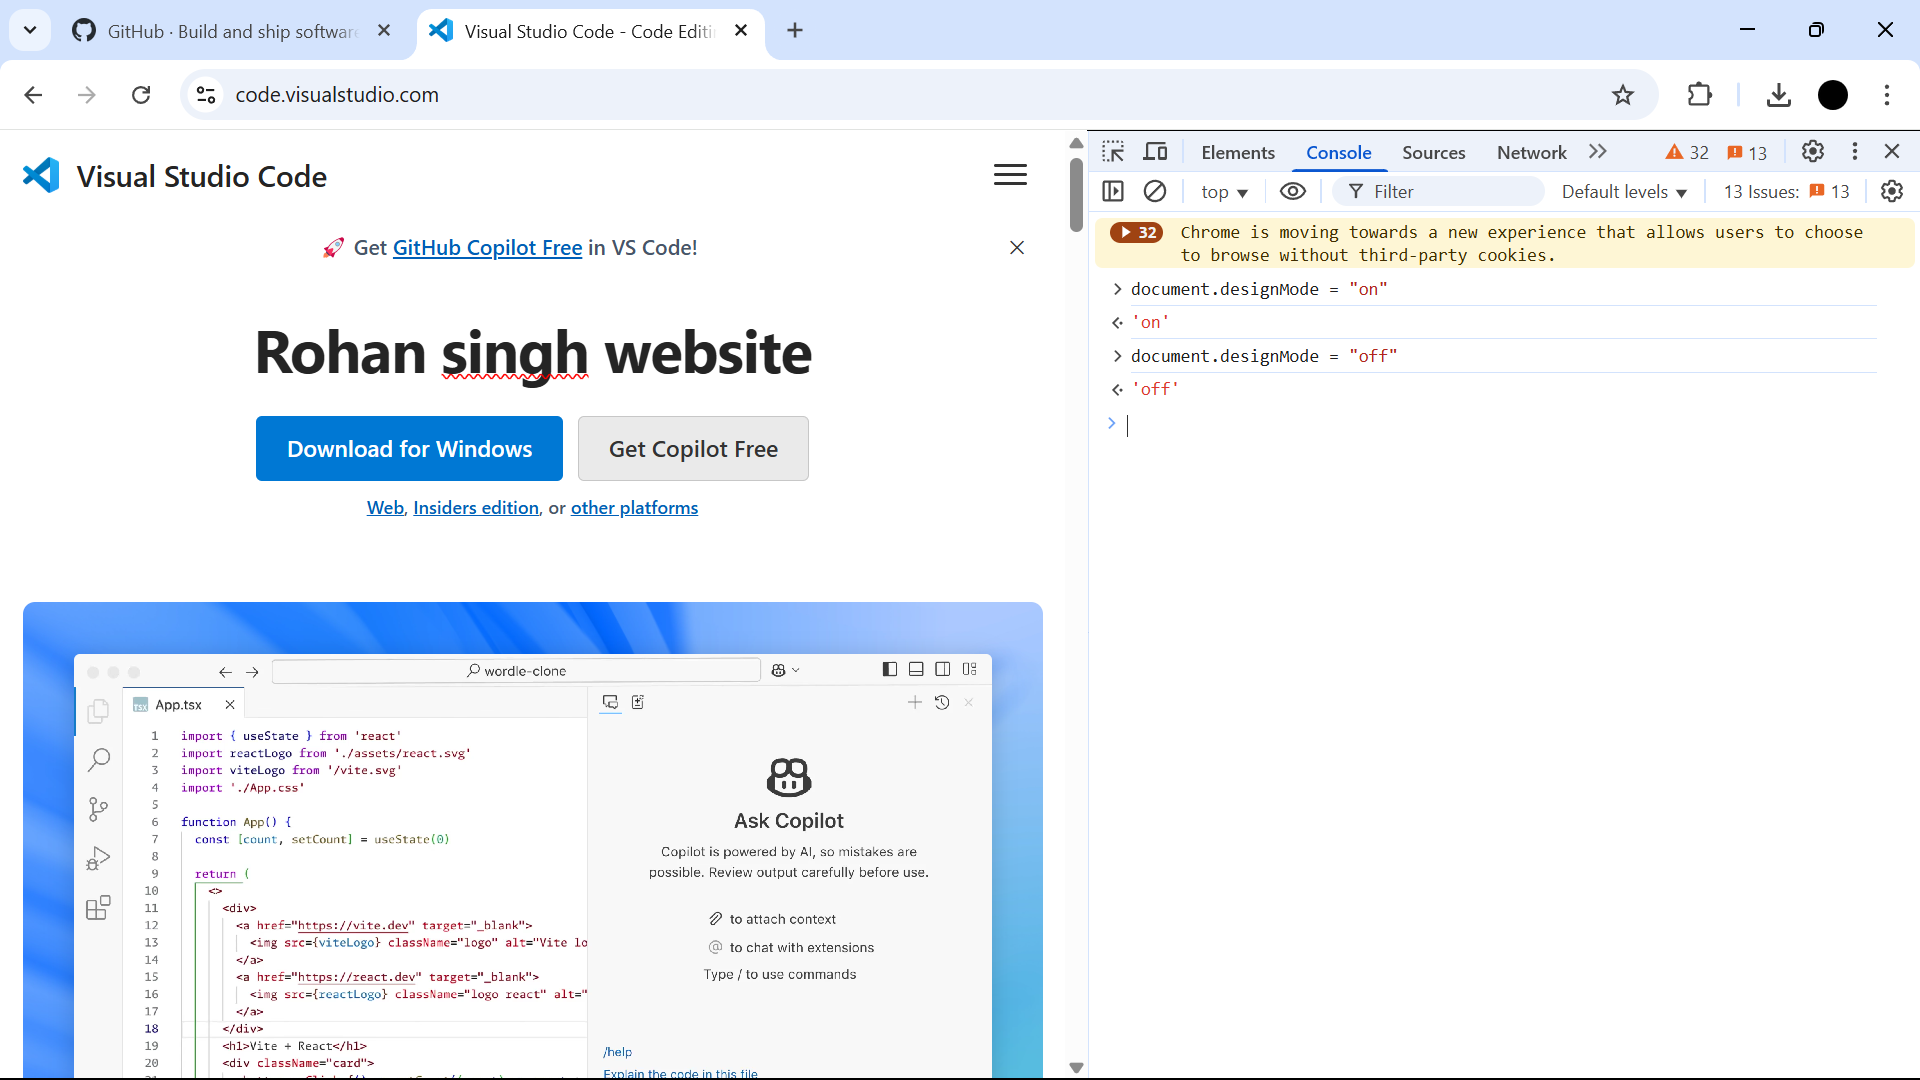 GitHub · Build and ship software
Visual Studio Code - Code Editi
code.visualstudio.com
Visual Studio Code
🚀 Get GitHub Copilot Free in VS Code!
Rohan singh website
Download for Windows
Get Copilot Free
Web, Insiders edition, or other platforms
wordle-clone
TSX App.tsx
1 import { useState } from 'react'
2 import reactLogo from './assets/react.svg'
3 import viteLogo from '/vite.svg'
4 import './App.css'
5
6 function App() {
7 const [count, setCount] = useState(0)
8
9 return (
10 <>
11 <div>
12 <a href="https://vite.dev" target="_blank">
13 <img src={viteLogo} className="logo" alt="Vite lo
14 </a>
15 <a href="https://react.dev" target="_blank">
16 <img src={reactLogo} className="logo react" alt="
17 </a>
18 </div>
19 <h1>Vite + React</h1>
20 <div className="card">
Ask Copilot
Copilot is powered by AI, so mistakes are
possible. Review output carefully before use.
to attach context
@ to chat with extensions
Type / to use commands
/help
Explain the code in this file
Elements Console Sources Network 32 13
top Filter Default levels 13 Issues: 13
32 Chrome is moving towards a new experience that allows users to choose
to browse without third-party cookies.
> document.designMode = "on"
'on'
> document.designMode = "off"
'off'
>